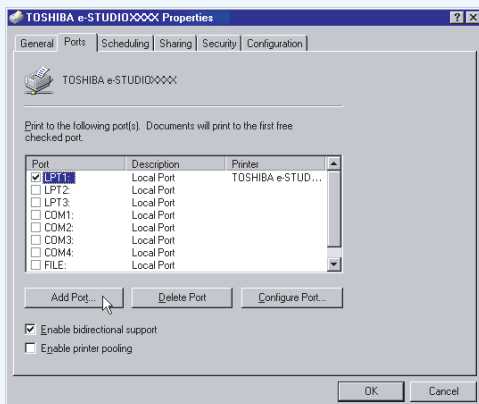 TOSHIBA e-STUDIOXXXX Properties
General Ports Scheduling Sharing Security Configuration
TOSHIBA e-STUDIOXXXX
Print to the following port(s). Documents will print to the first free
checked port.
Port Description Printer
LPT1: Local Port TOSHIBA e-STUD...
LPT2: Local Port
LPT3: Local Port
COM1: Local Port
COM2: Local Port
COM3: Local Port
COM4: Local Port
FILE: Local Port
Add Port... Delete Port Configure Port...
Enable bidirectional support
Enable printer pooling
OK Cancel